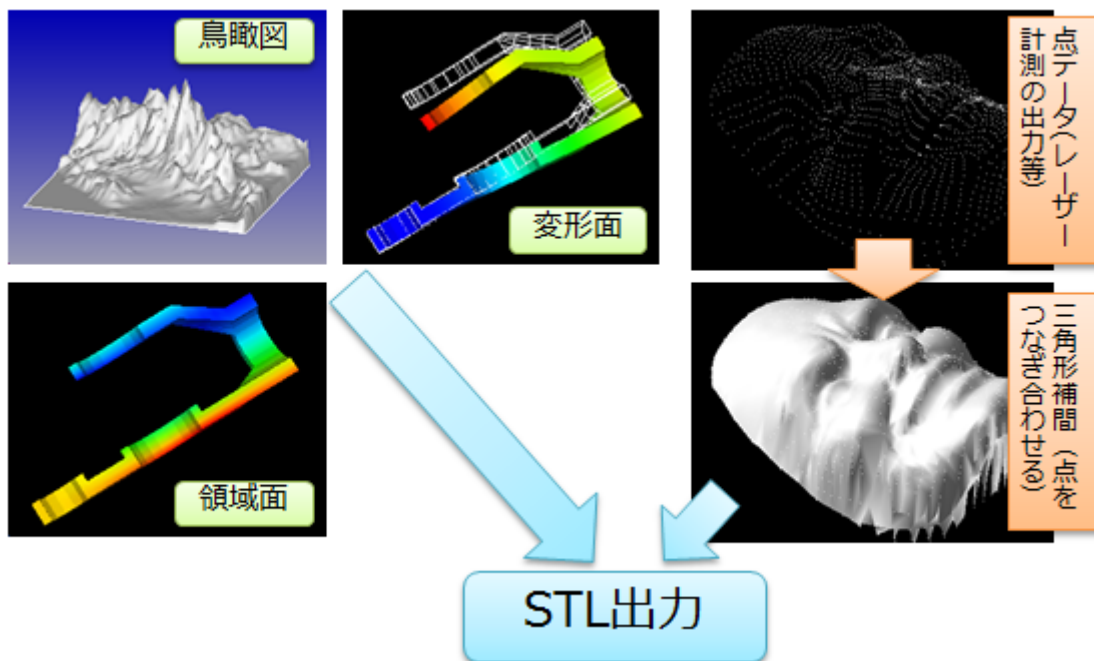 鳥瞰図
変形面
点データ(レーザー
計測の出力等)
領域面
三角形補間（点を
つなぎ合わせる）
STL出力